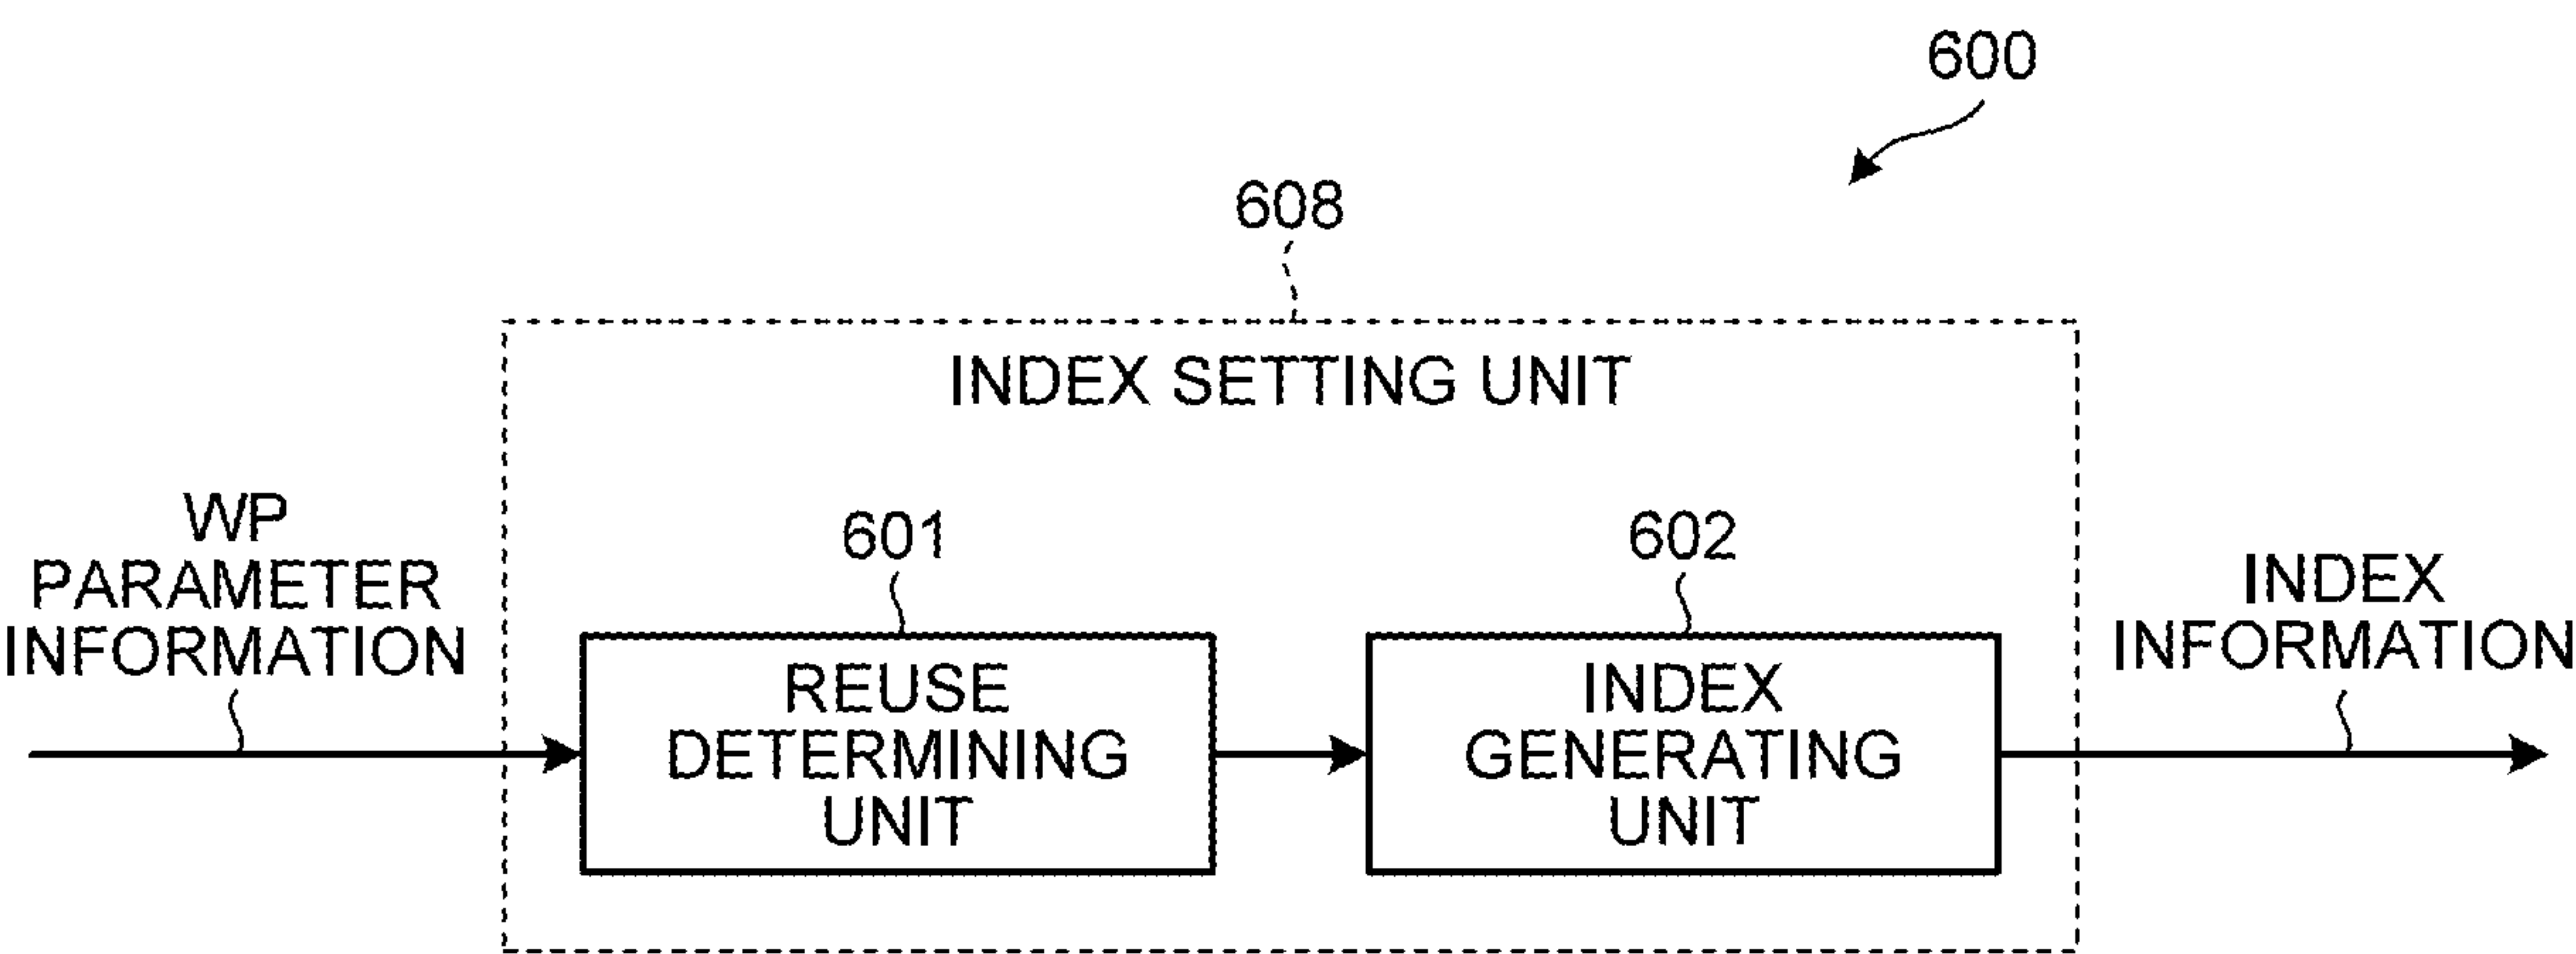 600
608
INDEX SETTING UNIT
WP
PARAMETER
INFORMATION
601
REUSE
DETERMINING
UNIT
602
INDEX
GENERATING
UNIT
INDEX
INFORMATION